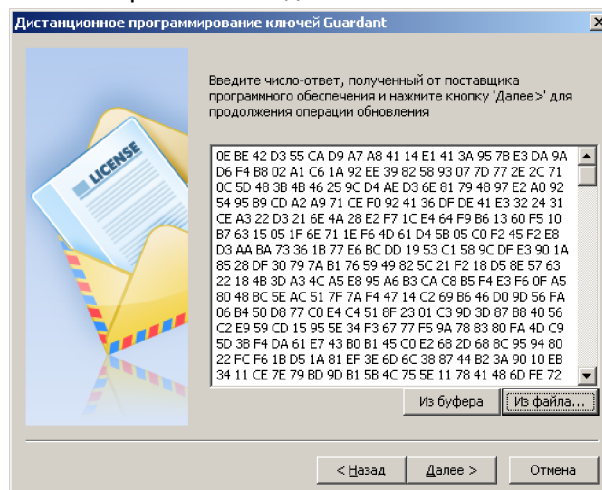 Дистанционное программирование ключей Guardant
LICENSE
Введите число-ответ, полученный от поставщика
программного обеспечения и нажмите кнопку 'Далее>' для
продолжения операции обновления
0E BE 42 D3 55 CA D9 A7 A8 41 14 E1 41 3A 95 7B E3 DA 9A
D6 F4 B8 02 A1 C6 1A 92 EE 39 82 58 93 07 7D 77 2E 2C 71
0C 5D 48 3B 4B 46 25 9C D4 AE D3 6E 81 79 48 97 E2 A0 92
54 95 B9 CD A2 A9 71 CE F0 92 41 36 DF DE 41 E3 32 24 31
CE A3 22 D3 21 6E 4A 28 E2 F7 1C E4 64 F9 B6 13 60 F5 10
B7 63 15 05 1F 6E 71 1E F6 4D 61 D4 5B 05 C0 F2 45 F2 E8
D3 AA BA 73 36 1B 77 E6 BC DD 19 53 C1 58 9C DF E3 90 1A
85 28 DF 30 79 7A B1 76 59 49 82 5C 21 F2 18 D5 8E 57 63
22 18 4B 3D A3 4C A5 E8 95 A6 B3 CA C8 B5 F4 E3 F6 0F A5
80 48 BC 5E AC 51 7F 7A F4 47 14 C2 69 B6 46 D0 9D 56 FA
06 B4 50 D8 77 C0 E4 C4 51 8F 23 01 C3 9D 3D 87 B8 40 56
C2 E9 59 CD 15 95 5E 34 F3 67 77 F5 9A 78 83 80 FA 4D C9
5D 3B F4 DA 61 E7 43 B0 B1 45 C0 E2 68 2D 68 BC 95 94 80
22 FC F6 1B D5 1A 81 EF 3E 6D 6C 38 87 44 B2 3A 90 10 EB
34 11 CE 7E 79 BD 9D B1 5B 4C 75 5E 11 78 41 48 6D FE 72
Из буфера
Из файла...
< Назад
Далее >
Отмена